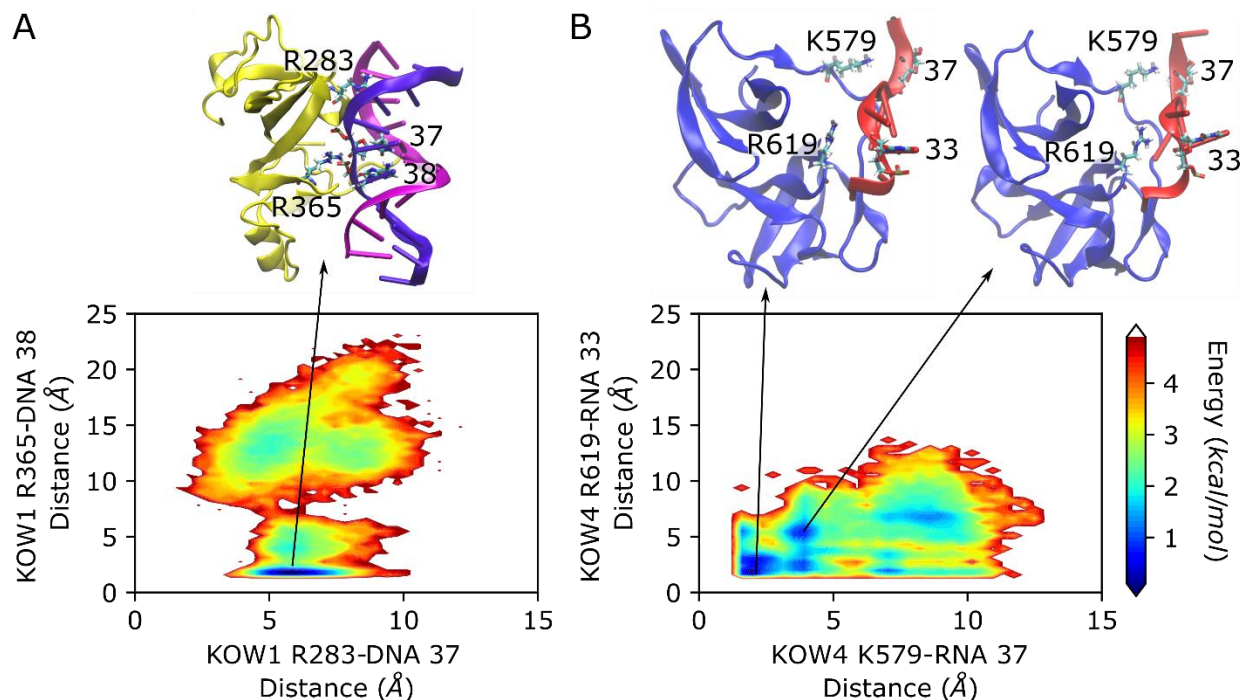 A
R283
37
38
R365
B
K579
37
R619
33
K579
37
R619
33
KOW1 R365-DNA 38
Distance (Å)
25
20
15
10
5
0
0
5
10
15
KOW1 R283-DNA 37
Distance (Å)
KOW4 R619-RNA 33
Distance (Å)
25
20
15
10
5
0
0
5
10
15
KOW4 K579-RNA 37
Distance (Å)
4
3
2
1
Energy (kcal/mol)